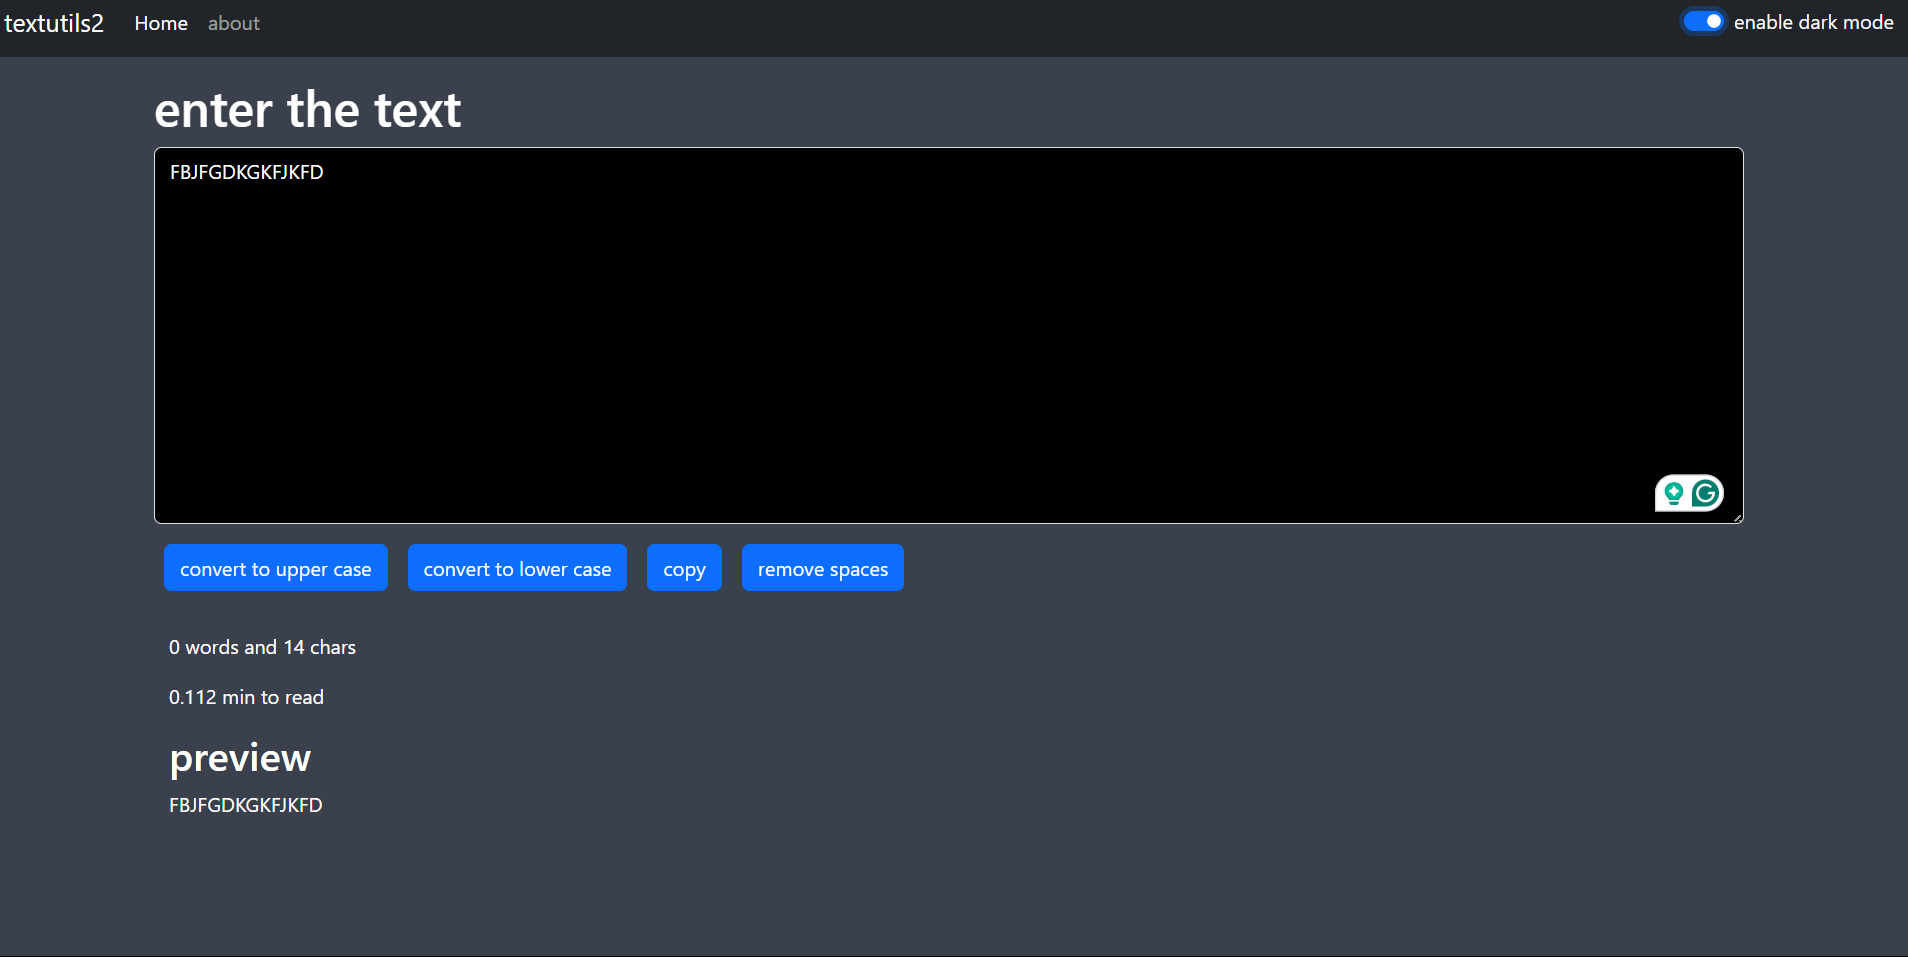 textutils2 Home about enable dark mode
enter the text
FBJFGDKGKFJKFD
convert to upper case convert to lower case copy remove spaces
0 words and 14 chars
0.112 min to read
preview
FBJFGDKGKFJKFD